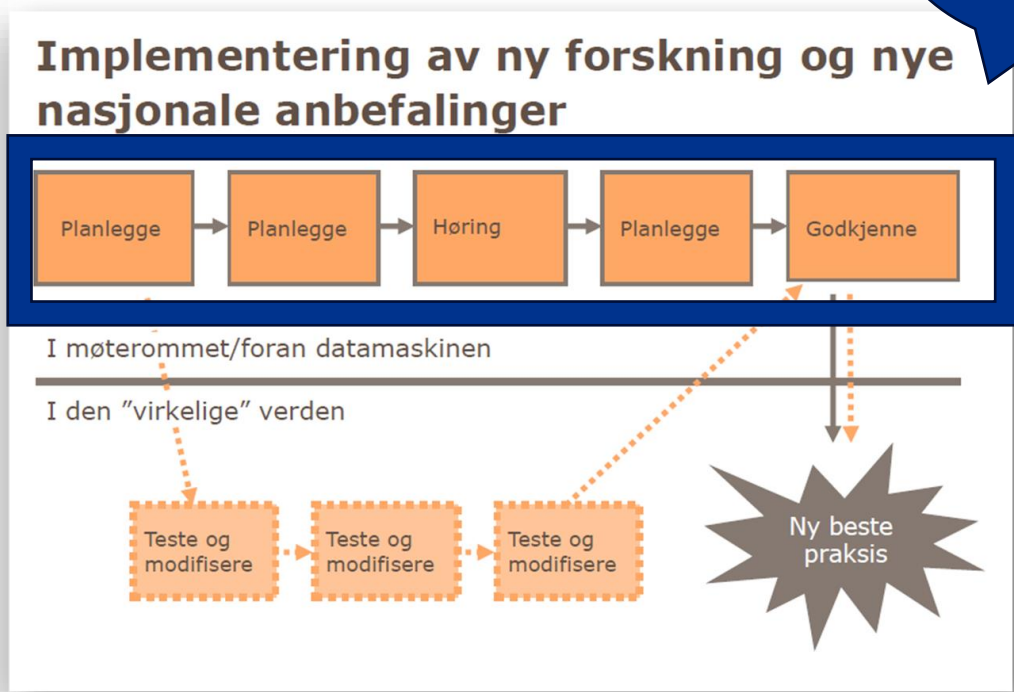 Implementering av ny forskning og nye
nasjonale anbefalinger
Planlegge
Planlegge
Høring
Planlegge
Godkjenne
I møterommet/foran datamaskinen
I den ”virkelige” verden
Teste og
modifisere
Teste og
modifisere
Teste og
modifisere
Ny beste
praksis